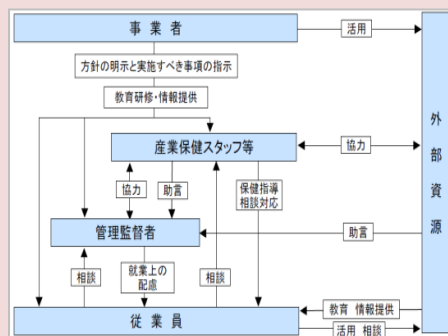 事業者
活用
方針の明示と実施すべき事項の指示
教育研修・情報提供
外部資源
産業保健スタッフ等
協力
協力
助言
保健指導
相談対応
管理監督者
助言
相談
就業上の
配慮
相談
従業員
教育 情報提供
活用 相談